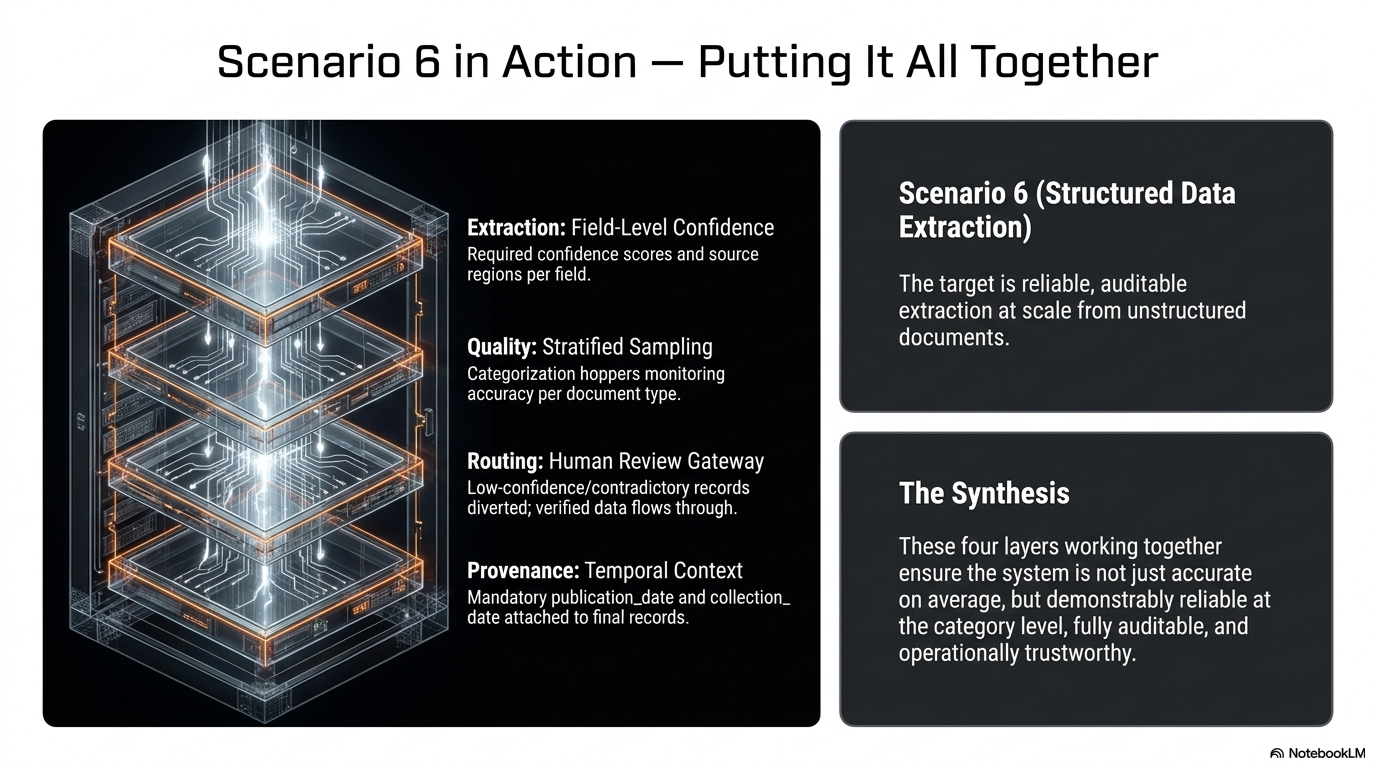 Scenario 6 in Action — Putting It All Together
Extraction: Field-Level Confidence
Required confidence scores and source
regions per field.
Quality: Stratified Sampling
Categorization hoppers monitoring
accuracy per document type.
Routing: Human Review Gateway
Low-confidence/contradictory records
diverted; verified data flows through.
Provenance: Temporal Context
Mandatory publication_date and collection_
date attached to final records.
Scenario 6 (Structured Data
Extraction)
The target is reliable, auditable
extraction at scale from unstructured
documents.
The Synthesis
These four layers working together
ensure the system is not just accurate
on average, but demonstrably reliable at
the category level, fully auditable, and
operationally trustworthy.
NotebookLM